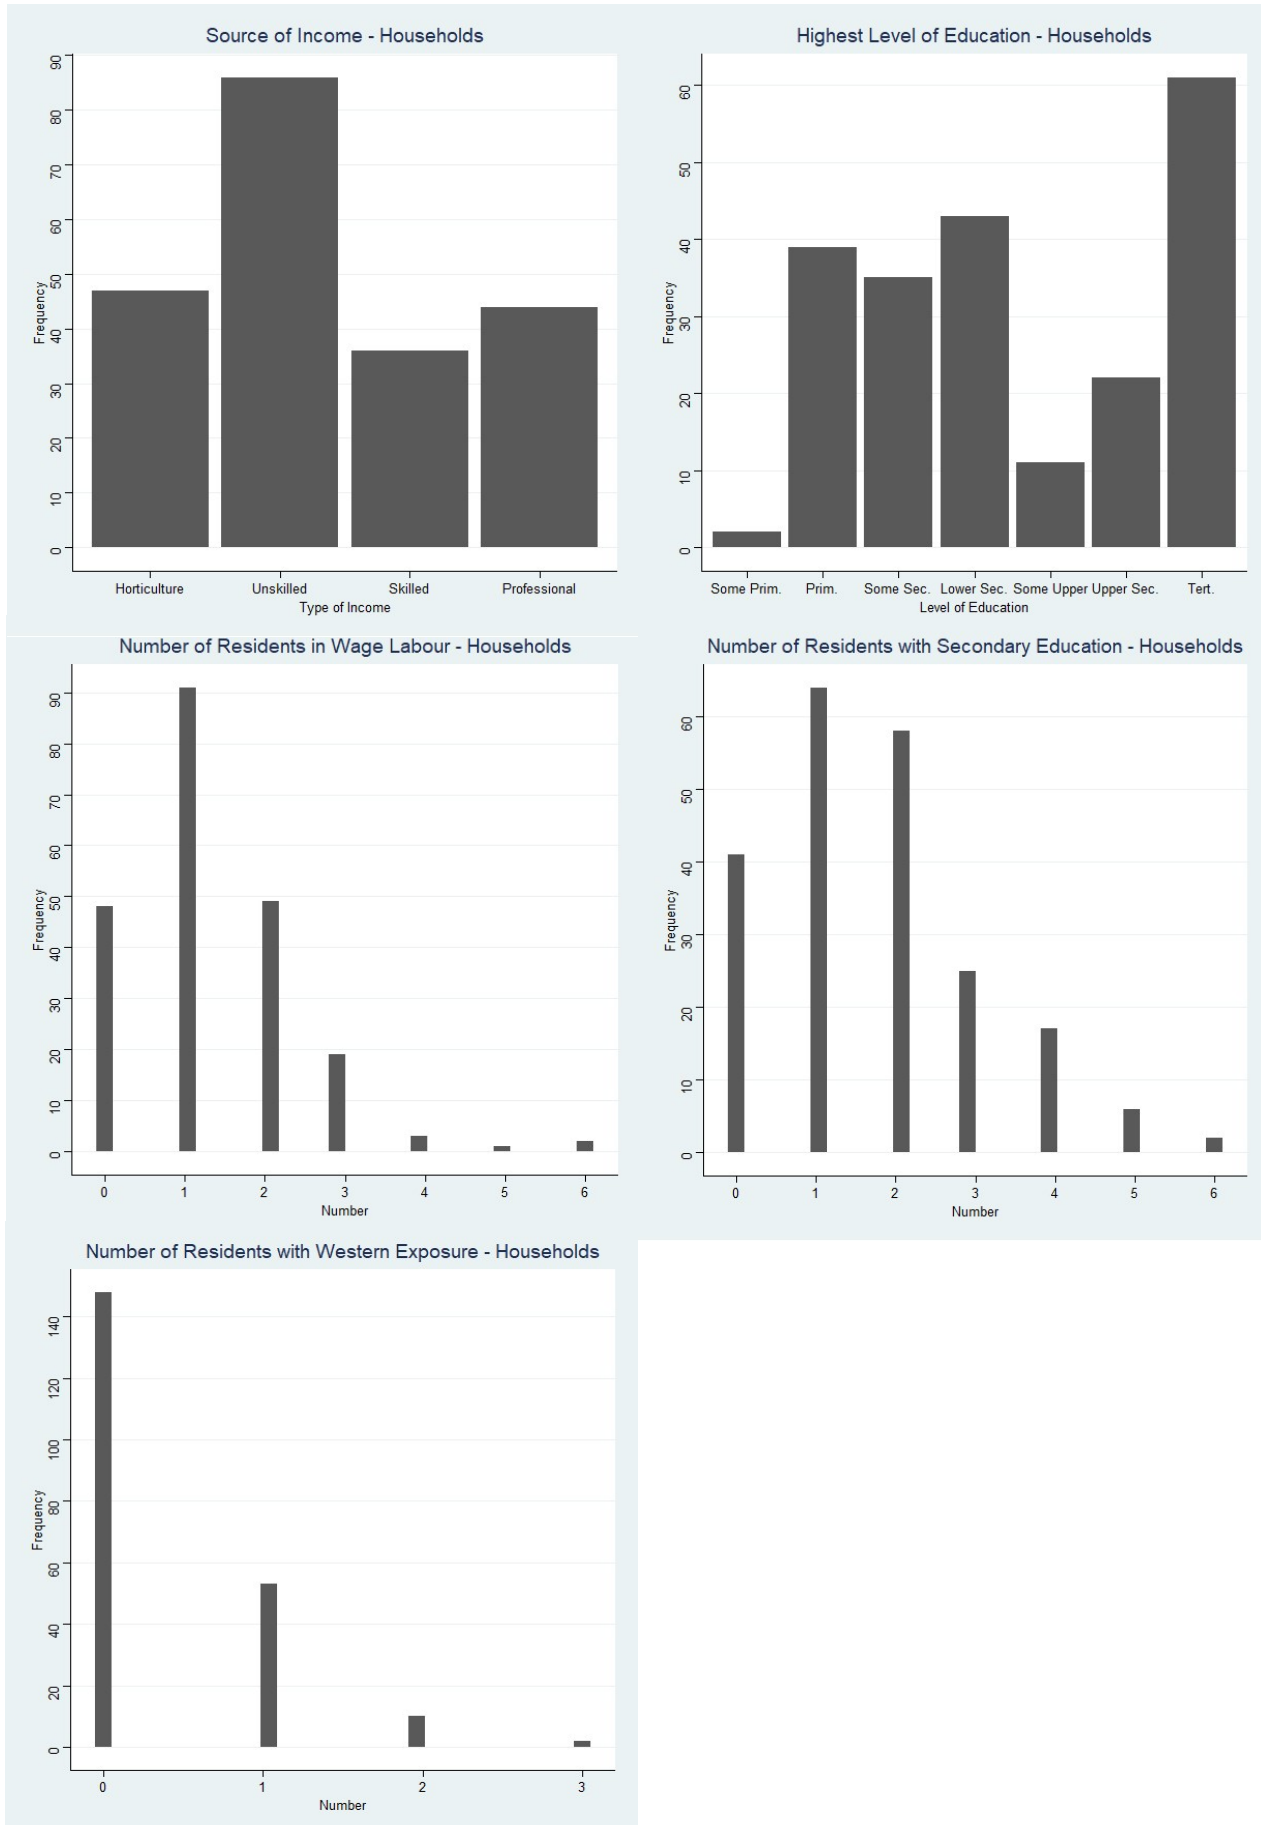 Source of Income - Households
Frequency
90
80
70
60
50
40
30
20
10
0
Horticulture Unskilled Skilled Professional
Type of Income
Highest Level of Education - Households
Frequency
60
50
40
30
20
10
0
Some Prim. Prim. Some Sec. Lower Sec. Some Upper Upper Sec. Tert.
Level of Education
Number of Residents in Wage Labour - Households
Frequency
90
80
70
60
50
40
30
20
10
0
0 1 2 3 4 5 6
Number
Number of Residents with Secondary Education - Households
Frequency
60
50
40
30
20
10
0
0 1 2 3 4 5 6
Number
Number of Residents with Western Exposure - Households
Frequency
140
120
100
80
60
40
20
0
0 1 2 3
Number